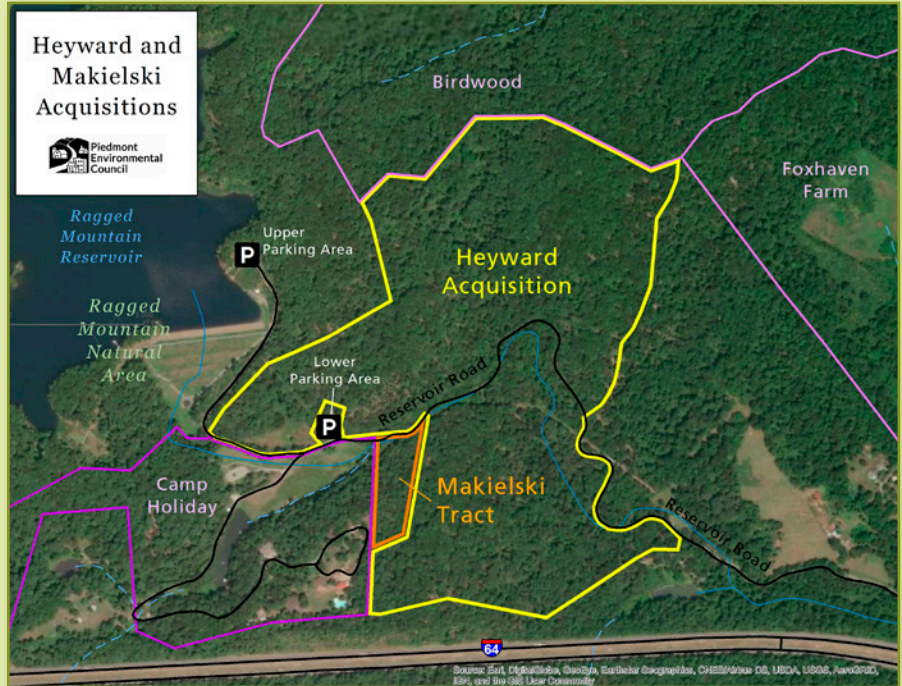 Heyward and
Makielski
Acquisitions
Piedmont
Environmental
Council
Birdwood
Foxhaven
Farm
Ragged
Mountain
Reservoir
P
Upper
Parking Area
Heyward
Acquisition
Ragged
Mountain
Natural
Area
Lower
Parking Area
P
Reservoir Road
Camp
Holiday
Makielski
Tract
Reservoir Road
64
Source: Esri, DigitalGlobe, GeoEye, Earthstar Geographics, CNES/Airbus DS, USDA, USGS, AeroGRID,
IGN, and the GIS User Community